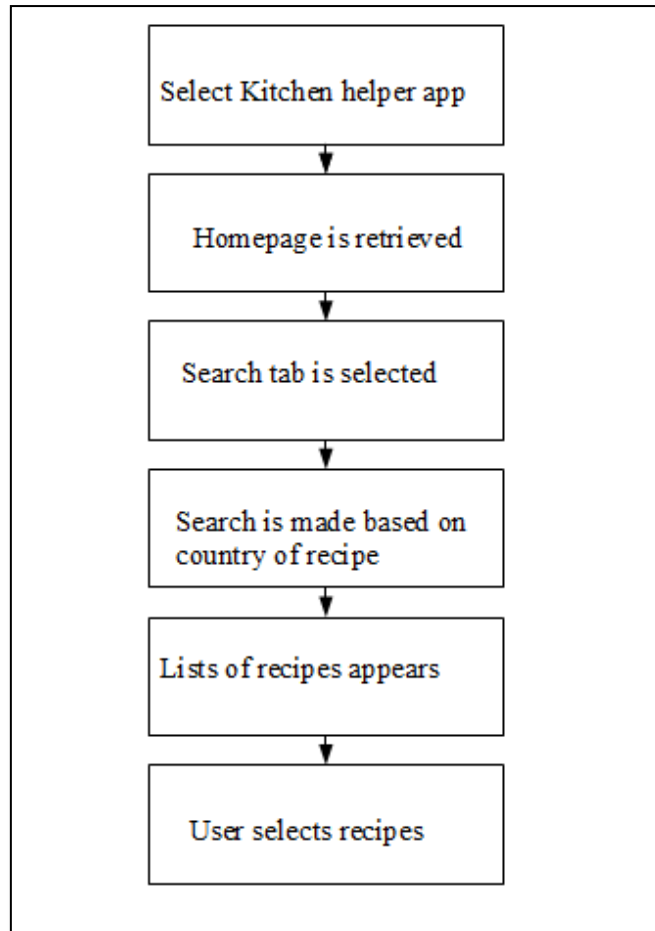 Select Kitchen helper app
Homepage is retrieved
Search tab is selected
Search is made based on
country of recipe
Lists of recipes appears
User selects recipes